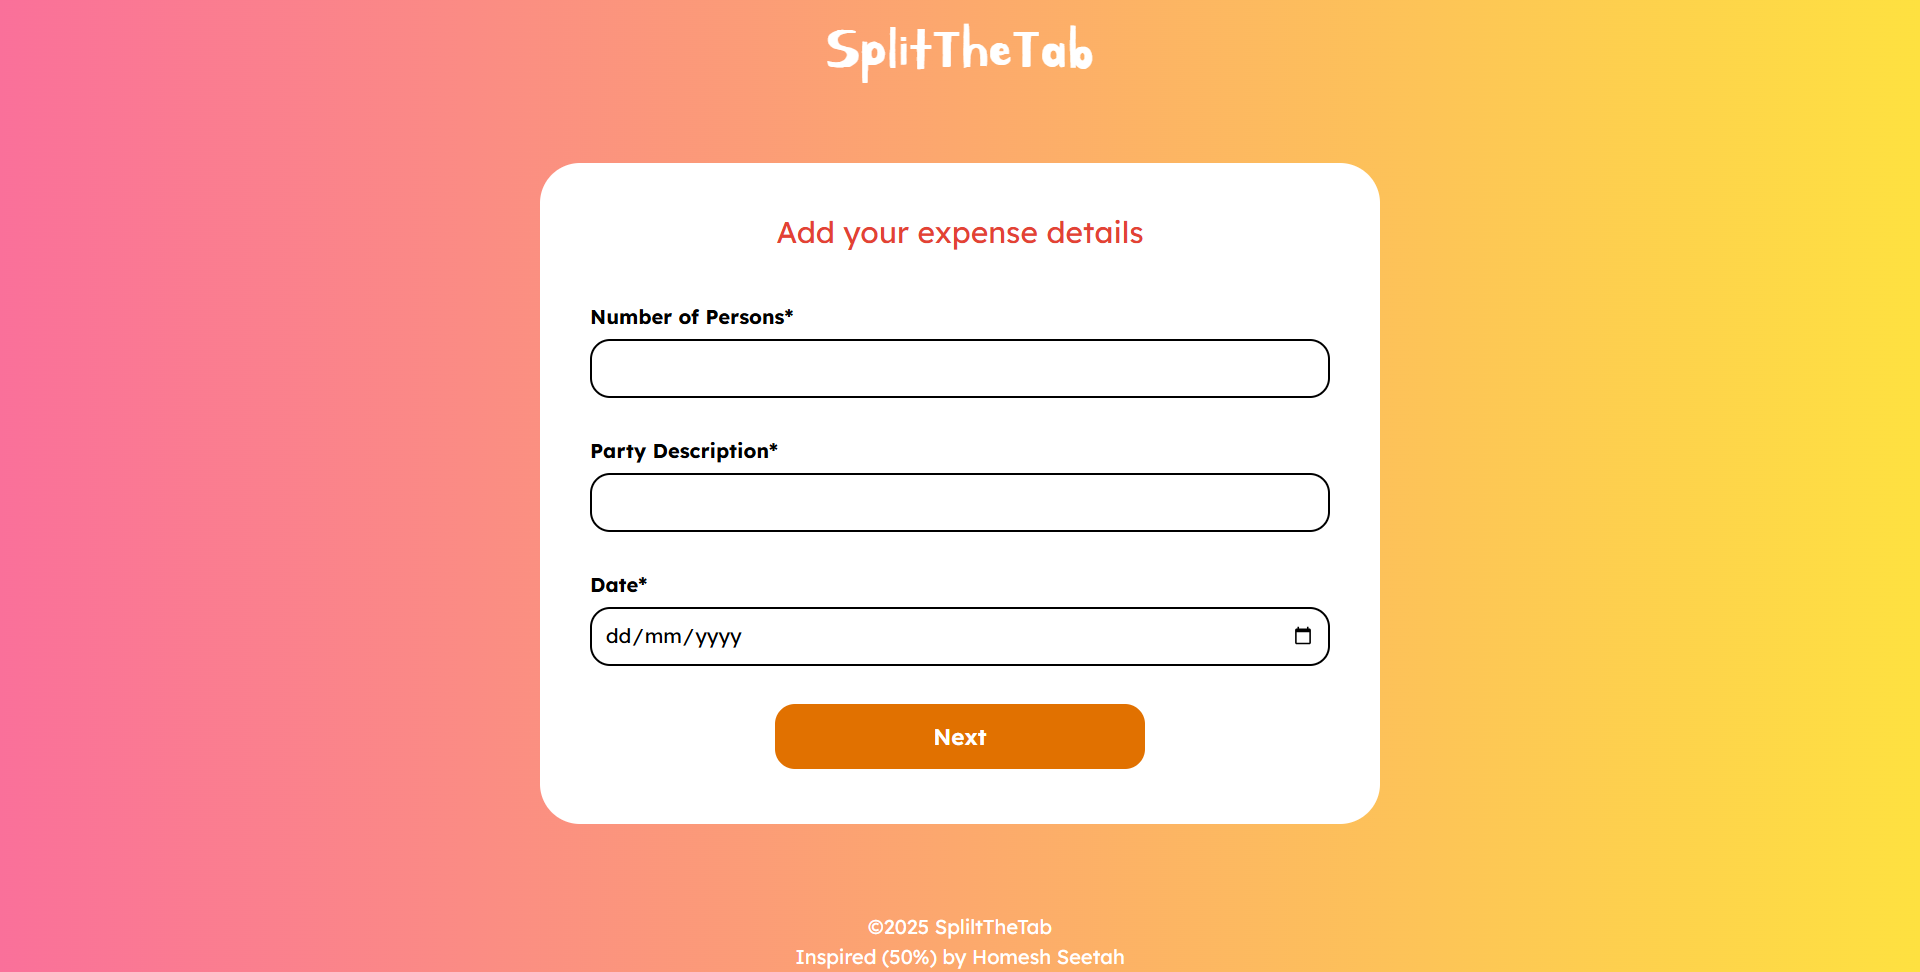 SplitTheTab
Add your expense details
Number of Persons*
Party Description*
Date*
dd/mm/yyyy
Next
©2025 SpliltTheTab
Inspired (50%) by Homesh Seetah